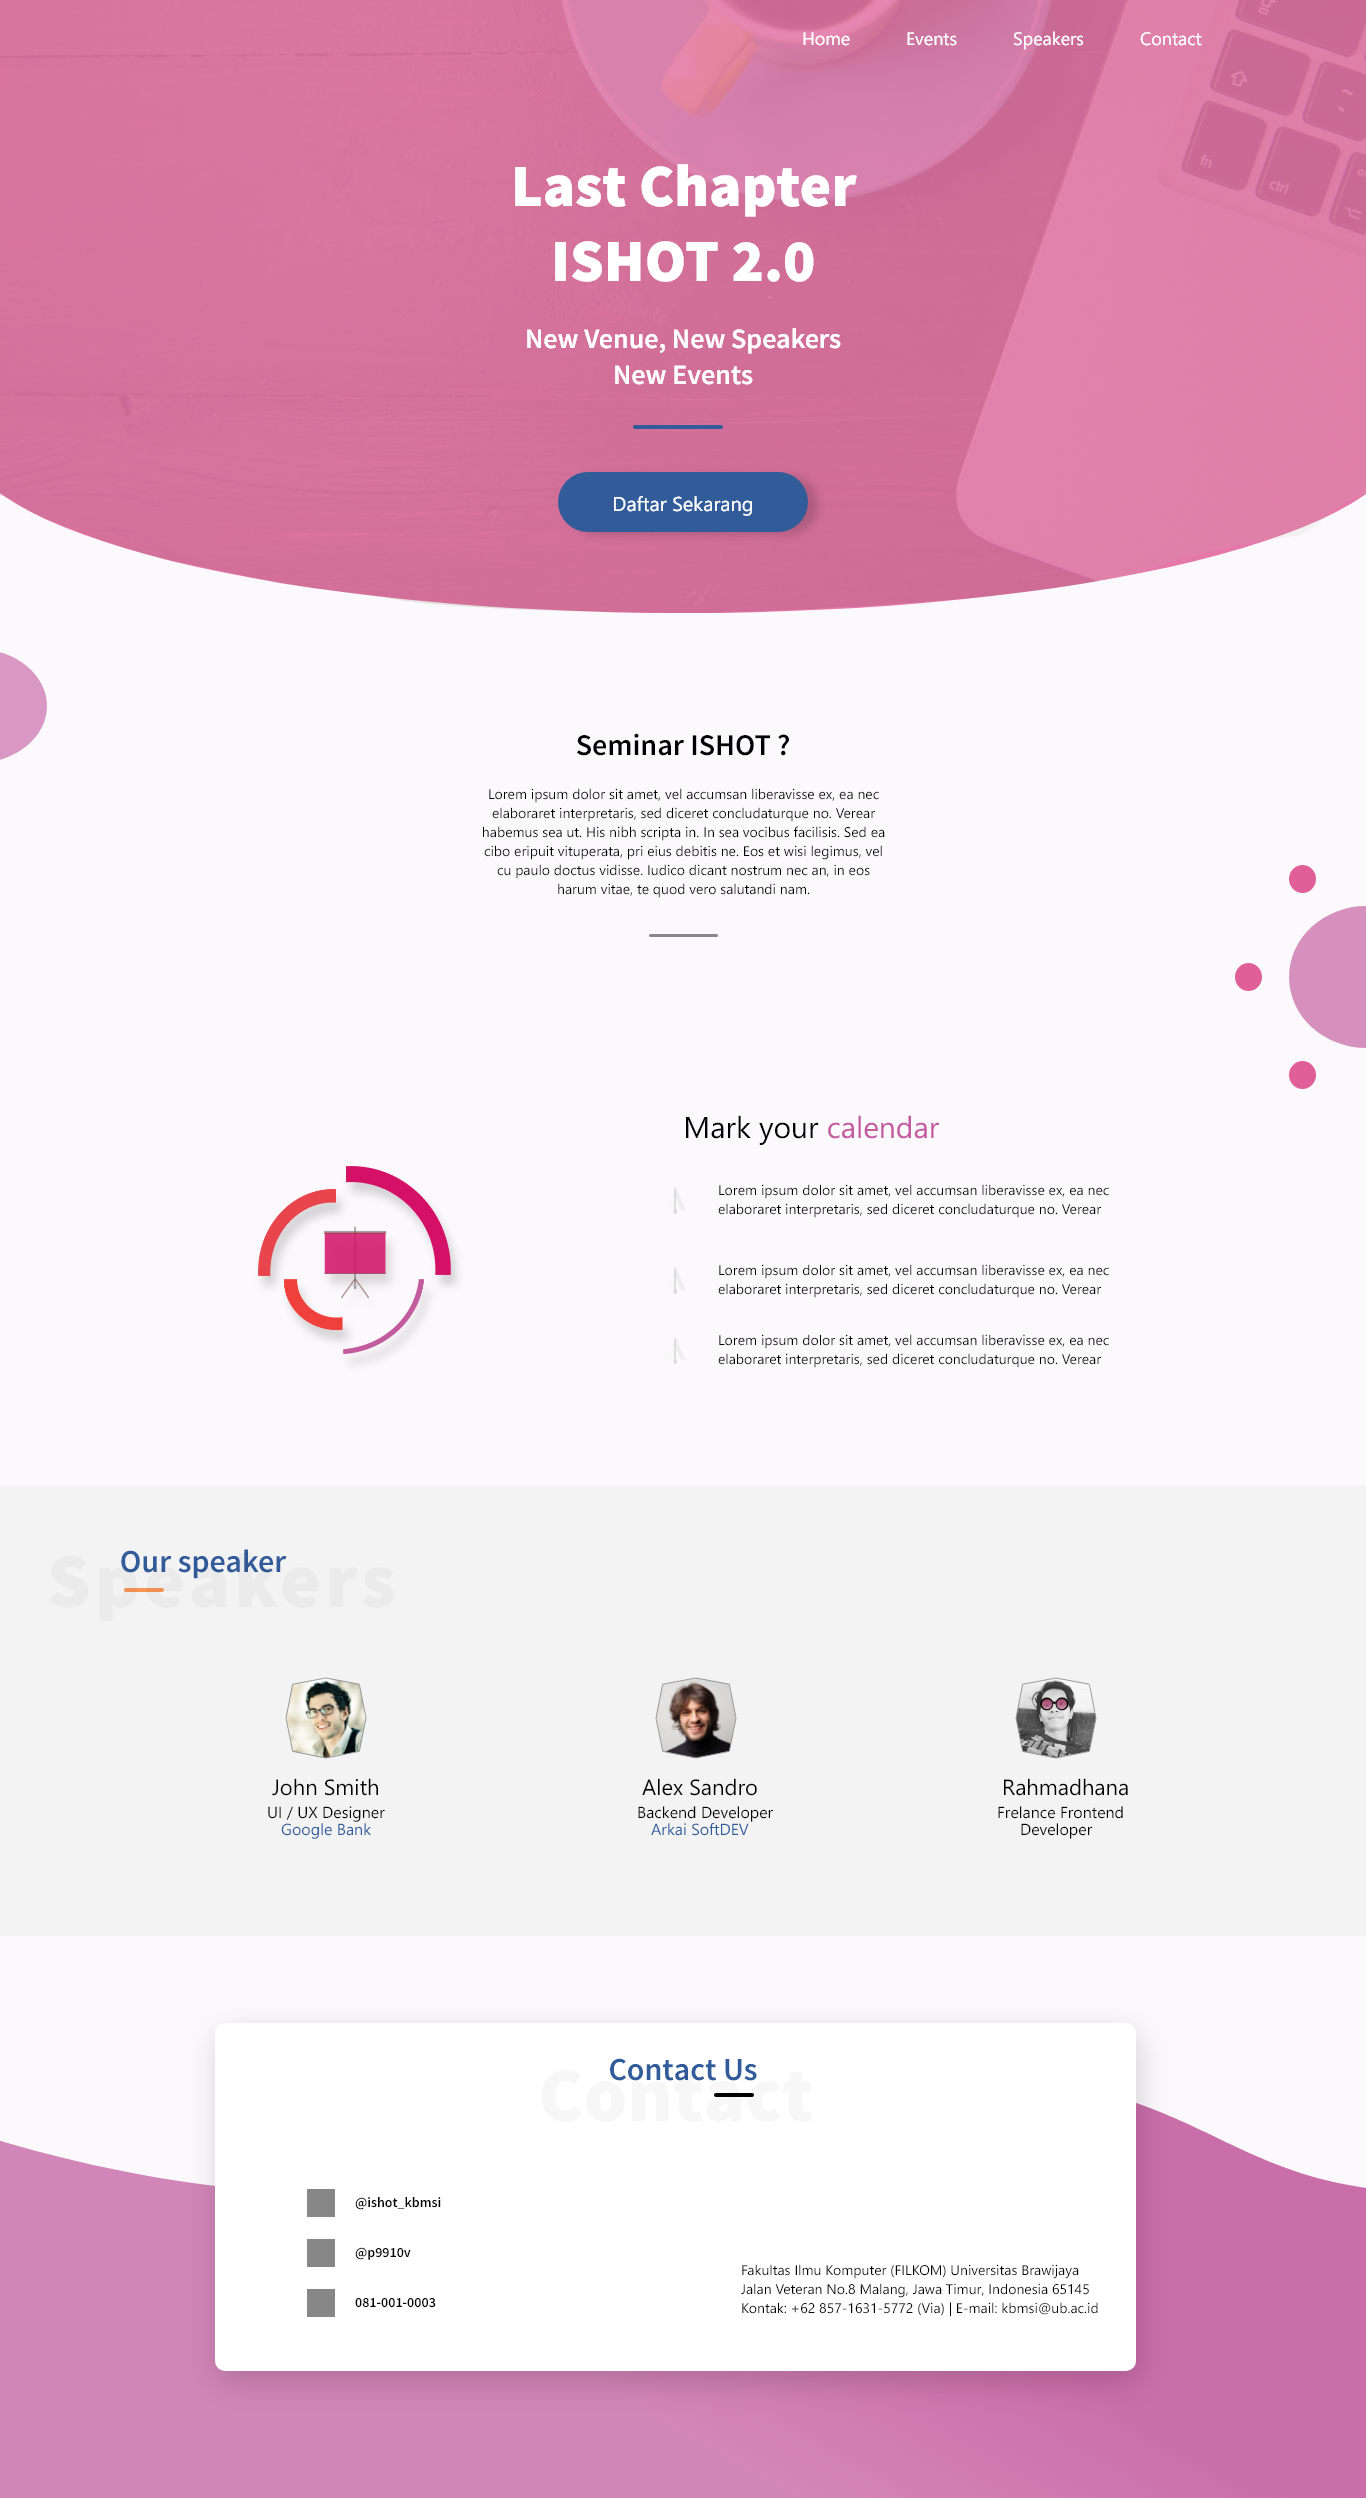 Home Events Speakers Contact
fn
ctrl
Last Chapter
ISHOT 2.0
New Venue, New Speakers
New Events
Daftar Sekarang
Seminar ISHOT ?
Lorem ipsum dolor sit amet, vel accumsan liberavisse ex, ea nec
elaboraret interpretaris, sed diceret concludaturque no. Verear
habemus sea ut. His nibh scripta in. In sea vocibus facilisis. Sed ea
cibo eripuit vituperata, pri eius debitis ne. Eos et wisi legimus, vel
cu paulo doctus vidisse. Iudico dicant nostrum nec an, in eos
harum vitae, te quod vero salutandi nam.
Mark your calendar
Lorem ipsum dolor sit amet, vel accumsan liberavisse ex, ea nec
elaboraret interpretaris, sed diceret concludaturque no. Verear
Lorem ipsum dolor sit amet, vel accumsan liberavisse ex, ea nec
elaboraret interpretaris, sed diceret concludaturque no. Verear
Lorem ipsum dolor sit amet, vel accumsan liberavisse ex, ea nec
elaboraret interpretaris, sed diceret concludaturque no. Verear
Our speaker
Speakers
John Smith
UI / UX Designer
Google Bank
Alex Sandro
Backend Developer
Arkai SoftDEV
Rahmadhana
Frelance Frontend
Developer
Contact Us
Contact
@ishot_kbmsi
@p9910v
081-001-0003
Fakultas Ilmu Komputer (FILKOM) Universitas Brawijaya
Jalan Veteran No.8 Malang, Jawa Timur, Indonesia 65145
Kontak: +62 857-1631-5772 (Via) | E-mail: kbmsi@ub.ac.id